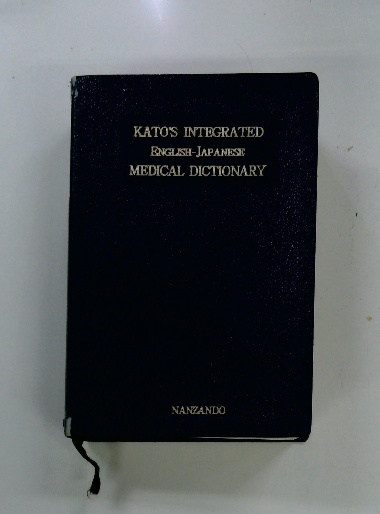 KATO'S INTEGRATED
ENGLISH-JAPANESE
MEDICAL DICTIONARY
NANZANDO